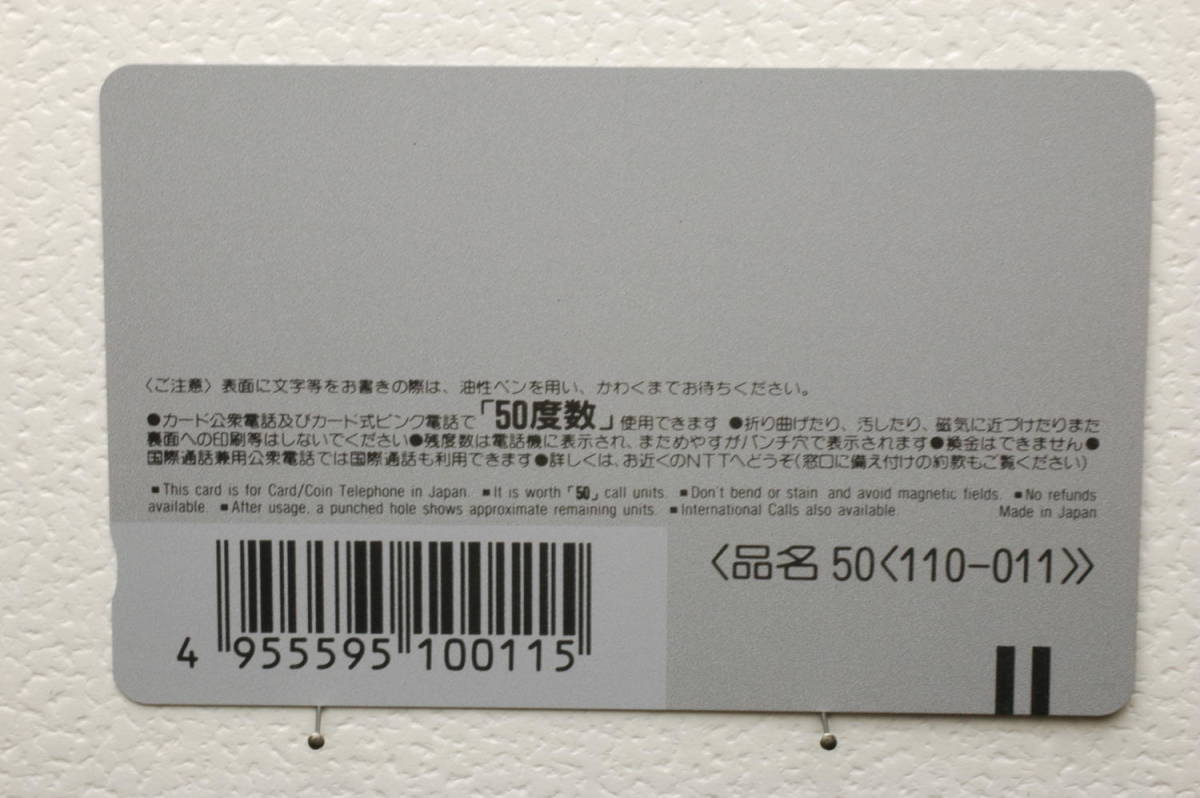 〈ご注意〉表面に文字等をお書きの際は、油性ペンを用い、かわくまでお待ちください。
●カード公衆電話及びカード式ピンク電話で「50度数」使用できます ●折り曲げたり、汚したり、磁気に近づけたりまた
裏面への印刷等はしないでください●残度数は電話機に表示され、まためやすがパンチ穴で表示されます●換金はできません●
国際通話兼用公衆電話では国際通話も利用できます●詳しくは、お近くのNTTへどうぞ(窓口に備え付けの約款もご覧ください)
■This card is for Card/Coin Telephone in Japan. ■It is worth「50」call units. ■Don't bend or stain and avoid magnetic fields. ■No refunds
available. ■After usage, a punched hole shows approximate remaining units. ■International Calls also available. Made in Japan
〈品名 50〈110-011〉〉
4 955595 100115